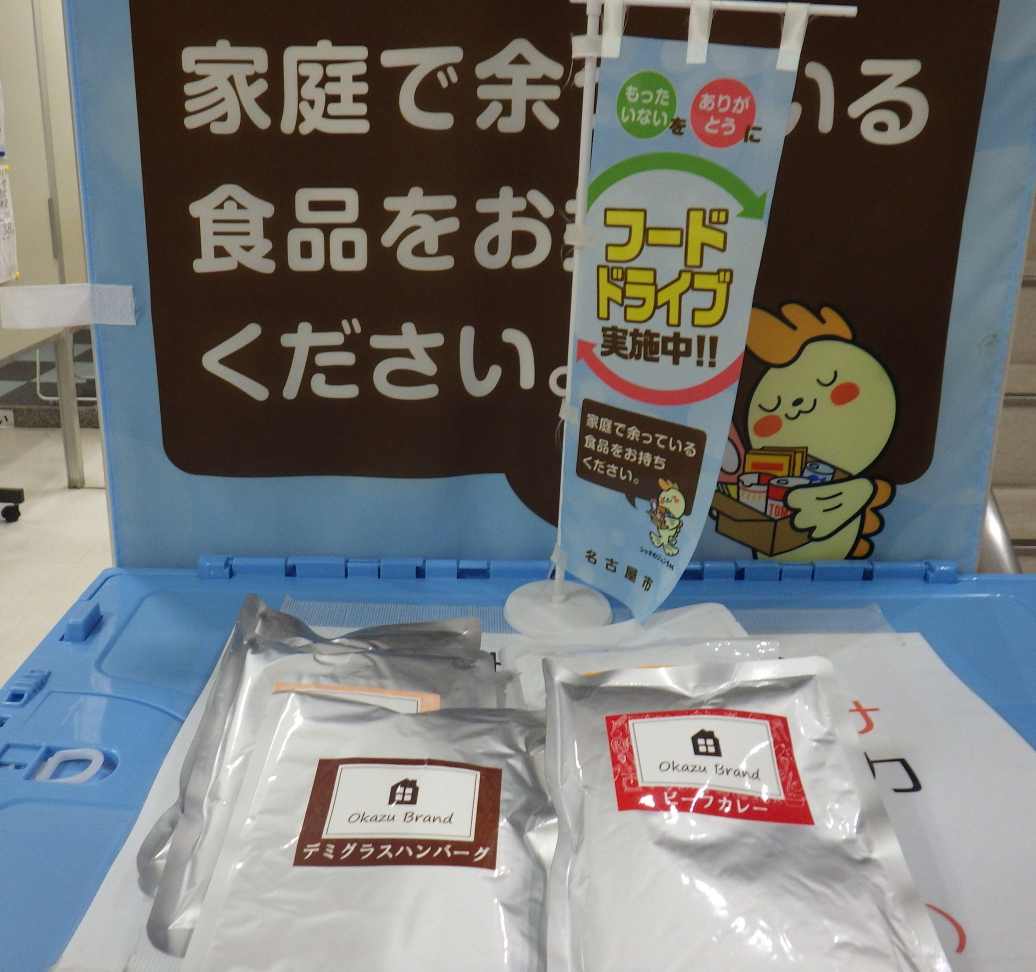 家庭で余っている
食品をお
ください。
もった
いないを
ありが
とうに
フード
ドライブ
実施中!!
家庭で余っている
食品をお持ち
ください。
名古屋市
Okazu Brand
デミグラスハンバーグ
Okazu Brand
ビーフカレー